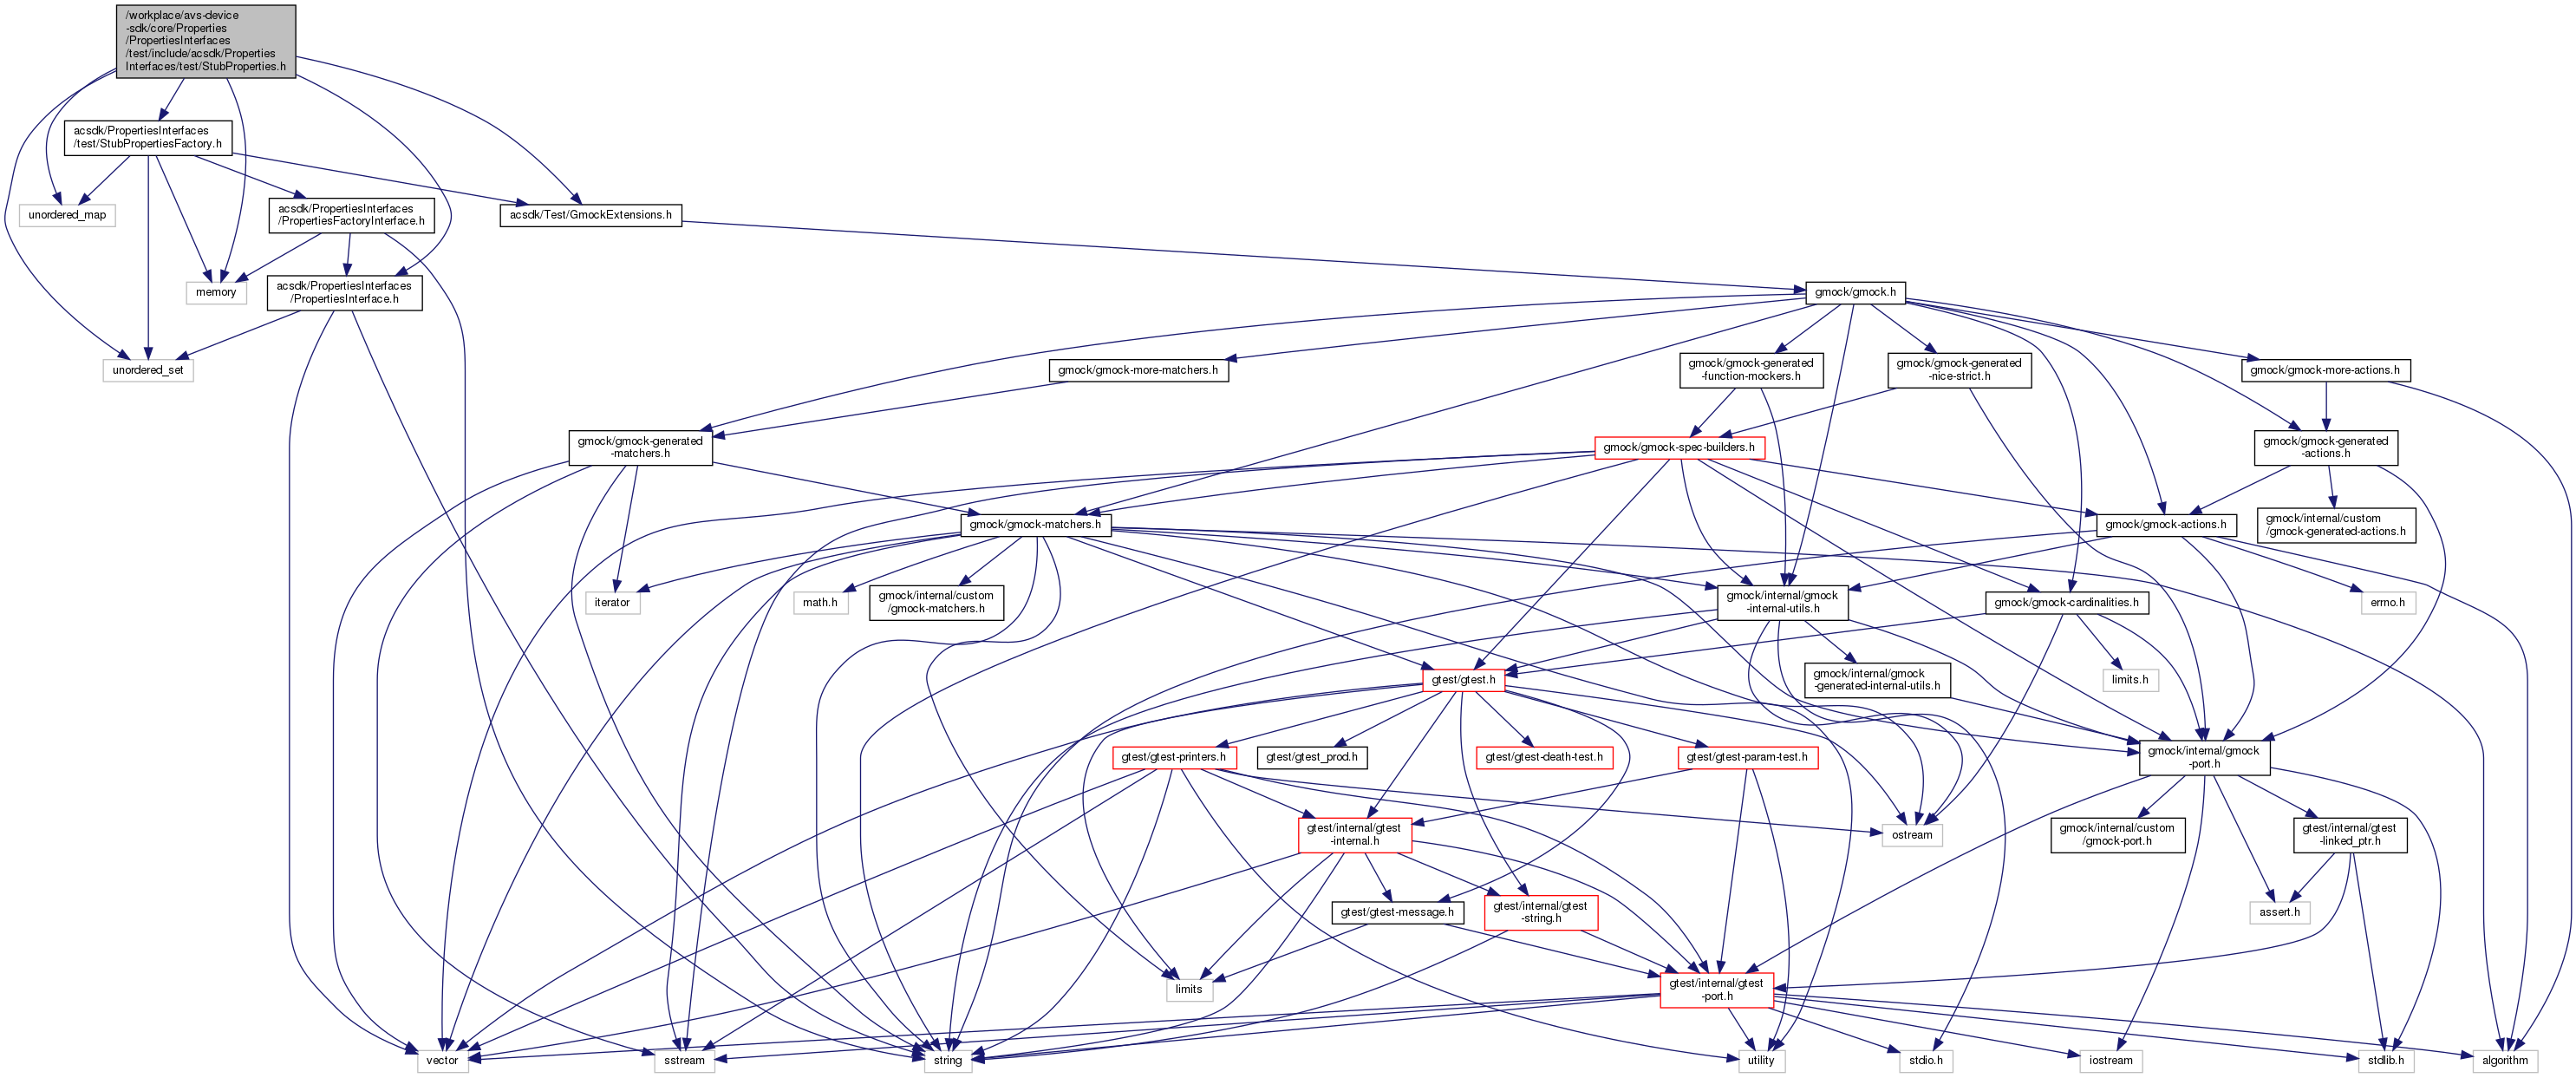 /workplace/avs-device
-sdk/core/Properties
/PropertiesInterfaces
/test/include/acsdk/Properties
Interfaces/test/StubProperties.h
acsdk/PropertiesInterfaces
/test/StubPropertiesFactory.h
unordered_map
acsdk/PropertiesInterfaces
/PropertiesFactoryInterface.h
acsdk/Test/GmockExtensions.h
memory
acsdk/PropertiesInterfaces
/PropertiesInterface.h
gmock/gmock.h
unordered_set
gmock/gmock-more-matchers.h
gmock/gmock-generated
-function-mockers.h
gmock/gmock-generated
-nice-strict.h
gmock/gmock-more-actions.h
gmock/gmock-generated
-matchers.h
gmock/gmock-spec-builders.h
gmock/gmock-generated
-actions.h
gmock/gmock-matchers.h
gmock/gmock-actions.h
gmock/internal/custom
/gmock-generated-actions.h
iterator
math.h
gmock/internal/custom
/gmock-matchers.h
gmock/internal/gmock
-internal-utils.h
gmock/gmock-cardinalities.h
errno.h
gtest/gtest.h
gmock/internal/gmock
-generated-internal-utils.h
limits.h
gtest/gtest-printers.h
gtest/gtest_prod.h
gtest/gtest-death-test.h
gtest/gtest-param-test.h
gmock/internal/gmock
-port.h
gtest/internal/gtest
-internal.h
ostream
gmock/internal/custom
/gmock-port.h
gtest/internal/gtest
-linked_ptr.h
gtest/gtest-message.h
gtest/internal/gtest
-string.h
assert.h
limits
gtest/internal/gtest
-port.h
vector
sstream
string
utility
stdio.h
iostream
stdlib.h
algorithm